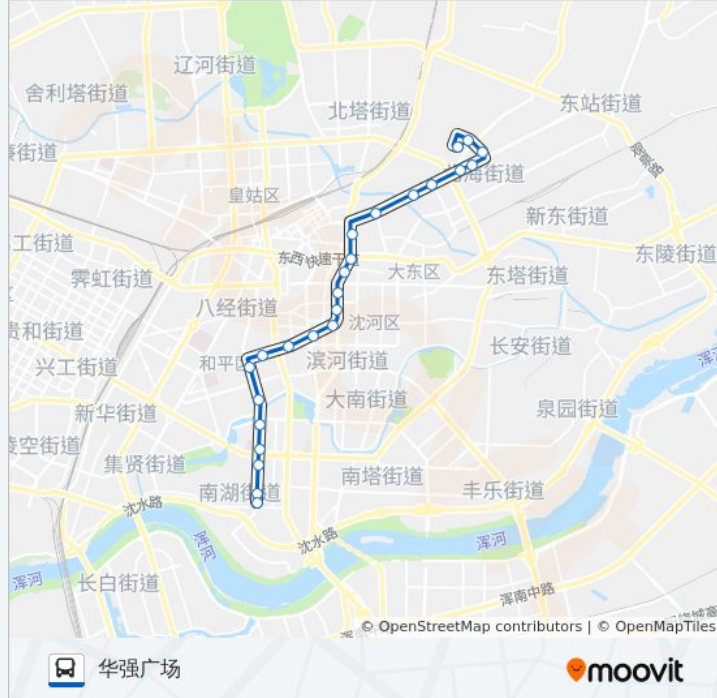 辽河街道
舍利塔街道
北塔街道
东站街道
街道
皇姑区
海街道
新东街道
工街道
东西快速干
东陵街道
霁虹街道
大东区
东塔街道
八经街道
贵和街道
沈河区
长安街道
兴工街道
和平区
滨河街道
大南街道
新华街道
泉园街道
陵空街道
集贤街道
南塔街道
南湖街道
丰乐街道
沈水路
浑河
沈水路
浑河
浑河
长白街道
浑南中路
© OpenStreetMap contributors | © OpenMapTiles
华强广场
moovit